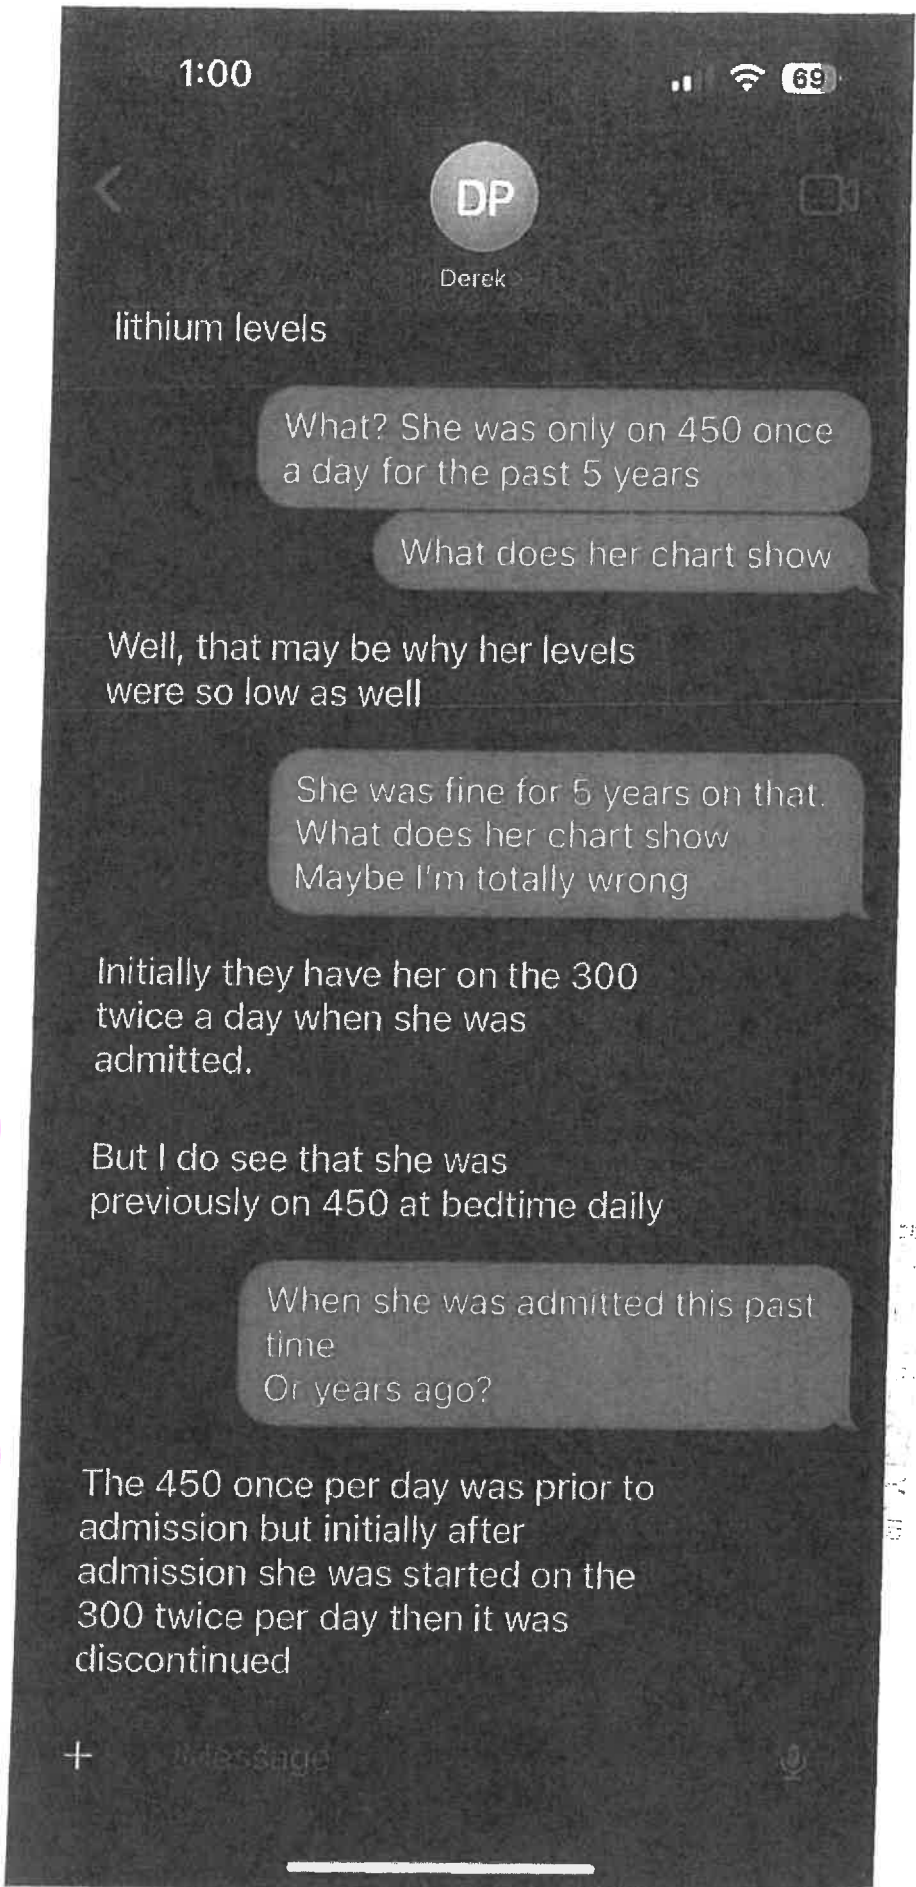 1:00
69
DP
Derek
lithium levels
What? She was only on 450 once
a day for the past 5 years
What does her chart show
Well, that may be why her levels
were so low as well
She was fine for 5 years on that.
What does her chart show
Maybe I'm totally wrong
Initially they have her on the 300
twice a day when she was
admitted.
But I do see that she was
previously on 450 at bedtime daily
When she was admitted this past
time
Or years ago?
The 450 once per day was prior to
admission but initially after
admission she was started on the
300 twice per day then it was
discontinued
+
iMessage